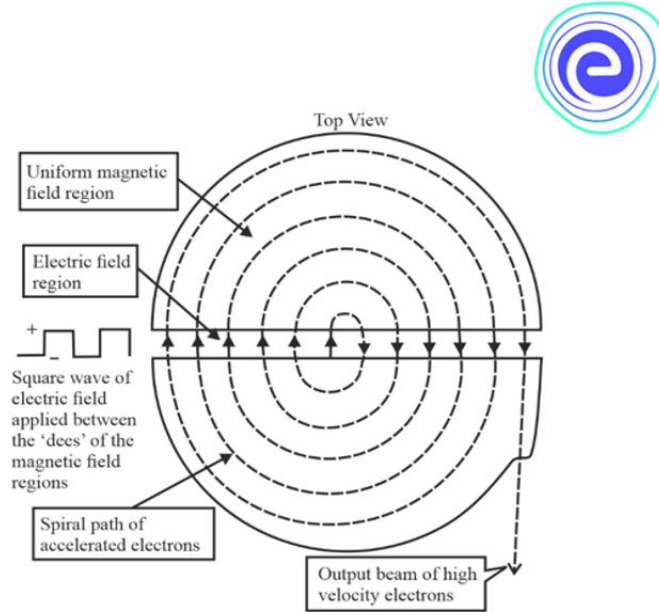 Top View
Uniform magnetic
field region
Electric field
region
+
−
Square wave of
electric field
applied between
the ‘dees’ of the
magnetic field
regions
Spiral path of
accelerated electrons
Output beam of high
velocity electrons